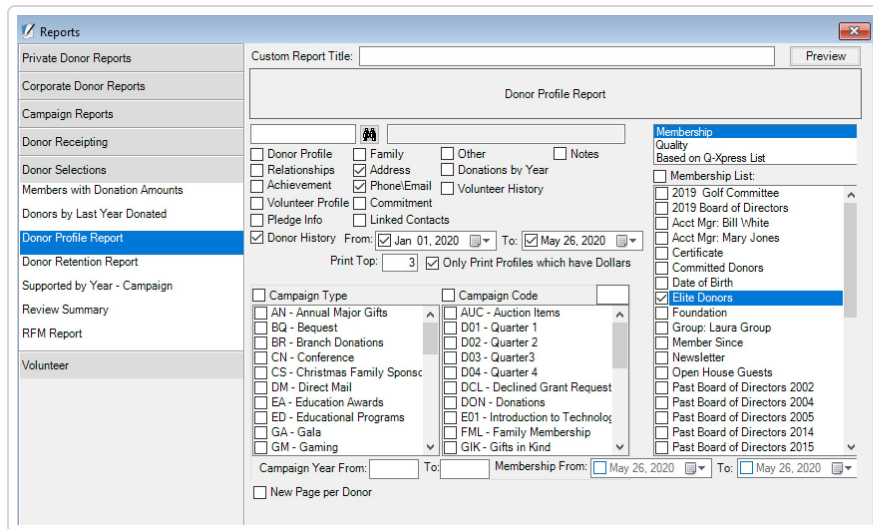 Reports
Private Donor Reports
Corporate Donor Reports
Campaign Reports
Donor Receipting
Donor Selections
Members with Donation Amounts
Donors by Last Year Donated
Donor Profile Report
Donor Retention Report
Supported by Year - Campaign
Review Summary
RFM Report
Volunteer
Custom Report Title:
Preview
Donor Profile Report
Donor Profile Family Other Notes
Relationships Address Donations by Year
Achievement Phone\Email Volunteer History
Volunteer Profile Commitment
Pledge Info Linked Contacts
Donor History From: Jan 01, 2020 To: May 26, 2020
Print Top: 3 Only Print Profiles which have Dollars
Campaign Type
AN - Annual Major Gifts
BQ - Bequest
BR - Branch Donations
CN - Conference
CS - Christmas Family Sponsc
DM - Direct Mail
EA - Education Awards
ED - Educational Programs
GA - Gala
GM - Gaming
Campaign Code
AUC - Auction Items
D01 - Quarter 1
D02 - Quarter 2
D03 - Quarter3
D04 - Quarter 4
DCL - Declined Grant Request
DON - Donations
E01 - Introduction to Technolog
FML - Family Membership
GIK - Gifts in Kind
Membership
Quality
Based on Q-Xpress List
Membership List:
2019 Golf Committee
2019 Board of Directors
Acct Mgr: Bill White
Acct Mgr: Mary Jones
Certificate
Committed Donors
Date of Birth
Elite Donors
Foundation
Group: Laura Group
Member Since
Newsletter
Open House Guests
Past Board of Directors 2002
Past Board of Directors 2004
Past Board of Directors 2005
Past Board of Directors 2014
Past Board of Directors 2015
Campaign Year From: To: Membership From: May 26, 2020 To: May 26, 2020
New Page per Donor